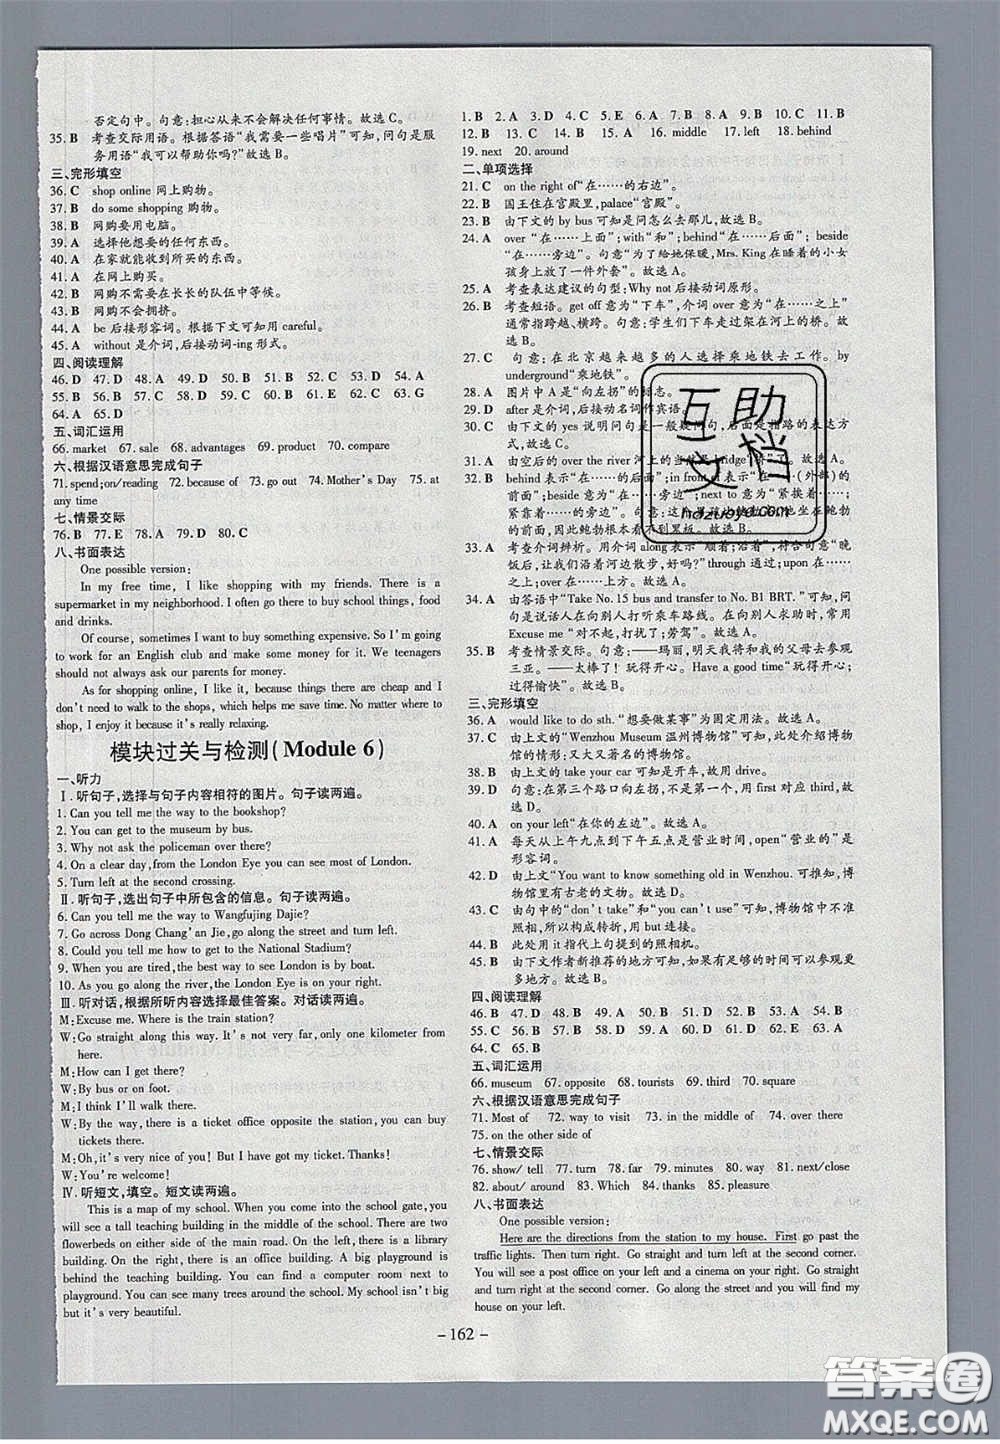 否定句中。句意:担心从来不会解决任何事情。故选C。
35. B 考查交际用语。根据答语“我需要一些唱片”可知,问句是服
务用语“我可以帮助你吗?”故选B。
三、完形填空
36. C shop online 网上购物。
37. B do some shopping 购物。
38. B 网购要用电脑。
39. A 选择他想要的任何东西。
40. A 在家就能收到所买的东西。
41. A 在网上购买。
42. B 网购不需要在长长的队伍中等候。
43. B 网购不会拥挤。
44. A be 后接形容词。根据下文可知用 careful。
45. A without 是介词,后接动词-ing 形式。
四、阅读理解
46. D 47. D 48. A 49. D 50. D 51. B 52. C 53. D 54. A
55. B 56. B 57. B 58. C 59. D 60. C 61. E 62. A 63. G
64. A 65. D
五、词汇运用
66. market 67. sale 68. advantages 69. product 70. compare
六、根据汉语意思完成句子
71. spend;on/reading 72. because of 73. go out 74. Mother's Day 75. at
any time
七、情景交际
76. B 77. E 78. A 79. D 80. C
八、书面表达
One possible version:
In my free time, I like shopping with my friends. There is a
supermarket in my neighborhood. I often go there to buy school things, food
and drinks.
Of course, sometimes I want to buy something expensive. So I'm going
to work for an English club and make some money for it. We teenagers
should not always ask our parents for money.
As for shopping online, I like it, because things there are cheap and I
don't need to walk to the shops, which helps me save time. No matter where to
shop, I enjoy it because it's really relaxing.
模块过关与检测(Module 6)
一、听力
Ⅰ. 听句子,选择与句子内容相符的图片。句子读两遍。
1. Can you tell me the way to the bookshop?
2. You can get to the museum by bus.
3. Why not ask the policeman over there?
4. On a clear day, from the London Eye you can see most of London.
5. Turn left at the second crossing.
Ⅱ. 听句子,选出句子中所包含的信息。句子读两遍。
6. Can you tell me the way to Wangfujing Dajie?
7. Go across Dong Chang'an Jie, go along the street and turn left.
8. Could you tell me how to get to the National Stadium?
9. When you are tired, the best way to see London is by boat.
10. As you go along the river, the London Eye is on your right.
Ⅲ. 听对话,根据所听内容选择最佳答案。对话读两遍。
M: Excuse me. Where is the train station?
W: Go straight along this way. It's not very far, only one kilometer from
here.
M: How can I get there?
W: By bus or on foot.
M: I think I'll walk there.
W: By the way, there is a ticket office opposite the station, you can buy
tickets there.
M: Oh, it's very nice of you! But I have got my ticket. Thanks!
W: You're welcome!
Ⅳ. 听短文,填空。短文读两遍。
This is a map of my school. When you come into the school gate, you
will see a tall teaching building in the middle of the school. There are two
flowerbeds on either side of the main road. On the left, there is a library
building. On the right, there is an office building. A big playground is
behind the teaching building. You can find a computer room next to
playground. You can see many trees around the school. My school isn't big
but it's very beautiful.
1. B 2. A 3. D 4. C 5. D 6. B 7. D 8. C 9. D 10. C 11. B
12. B 13. C 14. B 15. A 16. middle 17. left 18. behind
19. next 20. around
二、单项选择
21. C on the right of“在……的右边”。
22. B 国王住在宫殿里,palace“宫殿”。
23. B 由下文的 by bus 可知是问怎么去那儿,故选B。
24. A over “在……上面”;with“和”;behind“在……后面”;beside
“在……旁边”。句意:为了给她保暖,Mrs. King 在睡着的小女
孩身上放了一件外套”。故选A。
25. A 考查表达建议的句型:Why not 后接动词原形。
26. B 考查短语。get off 意为“下车”,介词 over 意为“在……之上”
通常指跨越、横跨。句意:学生们下车走过架在河上的桥。故
选B。
27. C 句意:在北京越来越多的人选择乘地铁去工作。by
underground“乘地铁”。
28. A 图片中A是“向左拐”的标志。
29. D after 是介词,后接动名词作宾语。
30. C 由下文的 yes 说明问句是一般疑问句,后面是指路的表达方
式,故选C。
31. A 由空后的 over the river 河上的当然是 bridge“桥”了。故选A。
32. B behind 表示“在……的后面”;in front of 表示“在……(外部)的
前面”;beside 意为“在……旁边”;next to 意为“紧挨着……;
紧靠着……的旁边”。
因此鲍勃根本看不到黑板。故选B。
33. A 考查介词辨析。用介词 along 表示“顺着;沿着”,符合句意“晚
饭后,让我们沿着河边散步,好吗?”through 通过;upon 在……
之上;over 在……上方。故选A。
34. A 由答语中“Take No. 15 bus and transfer to No. B1 BRT.”可知,问
句是说话人在向别人打听乘车路线。在向别人求助时,常用
Excuse me“对不起,打扰了;劳驾”。故选A。
35. B 考查情景交际。句意:——玛丽,明天我将和我的父母去参观
三亚。——太棒了!玩得开心。Have a good time“玩得开心;
过得愉快”。故选B。
三、完形填空
36. A would like to do sth. “想要做某事”为固定用法。故选A。
37. C 由上文的“Wenzhou Museum 温州博物馆”可知,此处介绍博物
馆的情形:又大又著名的博物馆。
38. D 由上文的 take your car 可知是开车,故用 drive。
39. D 句意:在第三个路口向左拐,不是第一个,用 first 对应 third,故
选D。
40. A on your left“在你的左边”。故选A。
41. A 每天从上午九点到下午五点是营业时间,open“营业的”是
形容词。
42. D 由上文“You want to know something old in Wenzhou.”可推知,博
物馆里有古老的文物。故选D。
43. C 由句中的“don't take”和“you can't use”可知,博物馆中不准
照相,所以构成转折,用 but 连接。
44. B 此处用 it 指代上句提到的照相机。
45. B 由下文作者新推荐的地方可知,如果有足够的时间可以参观更
多地方。故选B。
四、阅读理解
46. B 47. D 48. B 49. D 50. A 51. C 52. D 53. A 54. B
55. C 56. B 57. B 58. C 59. A 60. D 61. B 62. E 63. A
64. C 65. B
五、词汇运用
66. museum 67. opposite 68. tourists 69. third 70. square
六、根据汉语意思完成句子
71. Most of 72. way to visit 73. in the middle of 74. over there
75. on the other side of
七、情景交际
76. show/ tell 77. turn 78. far 79. minutes 80. way 81. next/close
82. about/ around 83. please 84. across 85. pleasure
八、书面表达
One possible version:
Here are the directions from the station to my house. First go past the
traffic lights. Then turn right. Go straight and turn left at the second corner.
You will see a post office on your left and a cinema on your right. Go straight
and turn right at the second corner. Go along the street and you will find my
house on your left.
- 162 -
互助
文档
hdzuoye.com
答案圈
MXQE.COM